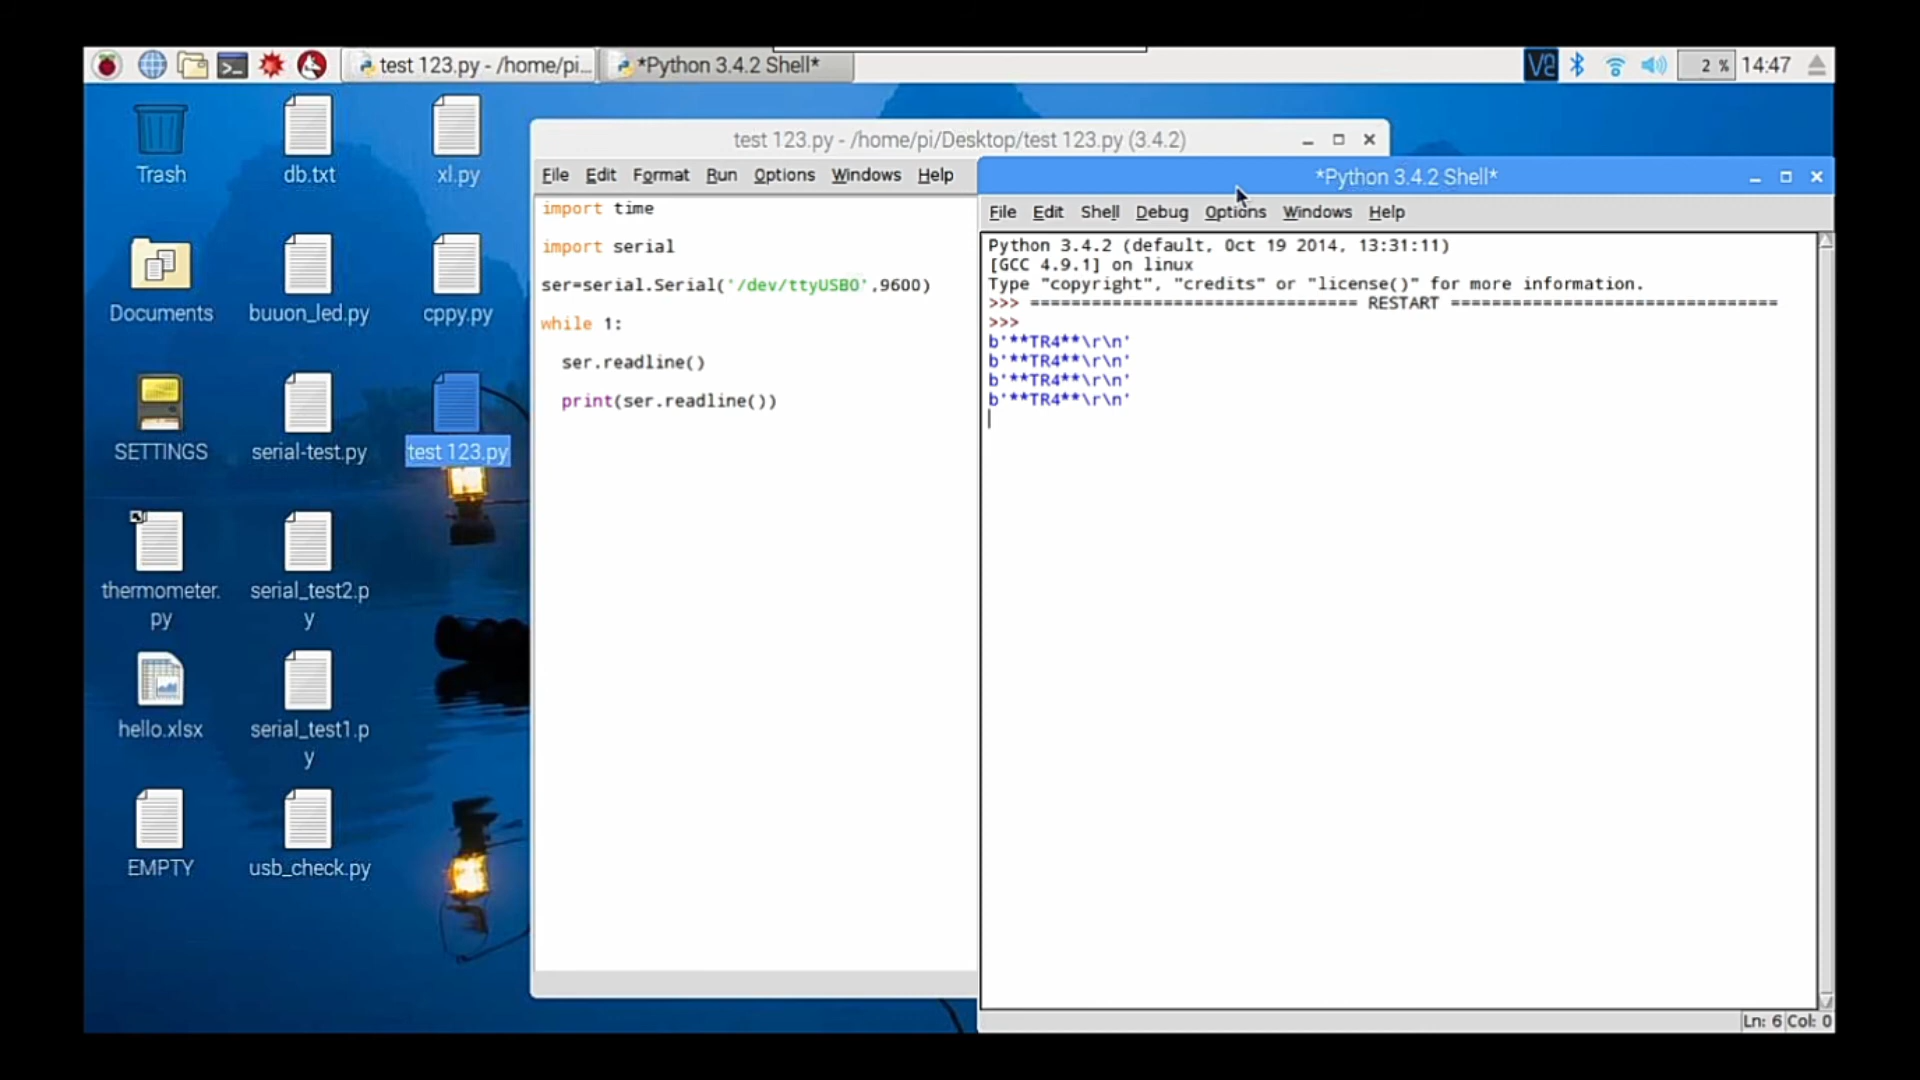 test 123.py - /home/pi...
*Python 3.4.2 Shell*
V2
2 %
14:47
Trash
db.txt
xl.py
Documents
buuon_led.py
cppy.py
SETTINGS
serial-test.py
test 123.py
thermometer.
py
serial_test2.p
y
hello.xlsx
serial_test1.p
y
EMPTY
usb_check.py
test 123.py - /home/pi/Desktop/test 123.py (3.4.2)
File Edit Format Run Options Windows Help
import time
import serial
ser=serial.Serial('/dev/ttyUSB0',9600)
while 1:
ser.readline()
print(ser.readline())
*Python 3.4.2 Shell*
File Edit Shell Debug Options Windows Help
Python 3.4.2 (default, Oct 19 2014, 13:31:11)
[GCC 4.9.1] on linux
Type "copyright", "credits" or "license()" for more information.
>>> ================================ RESTART ================================
>>>
b'**TR4**\r\n'
b'**TR4**\r\n'
b'**TR4**\r\n'
b'**TR4**\r\n'
Ln: 6 Col: 0